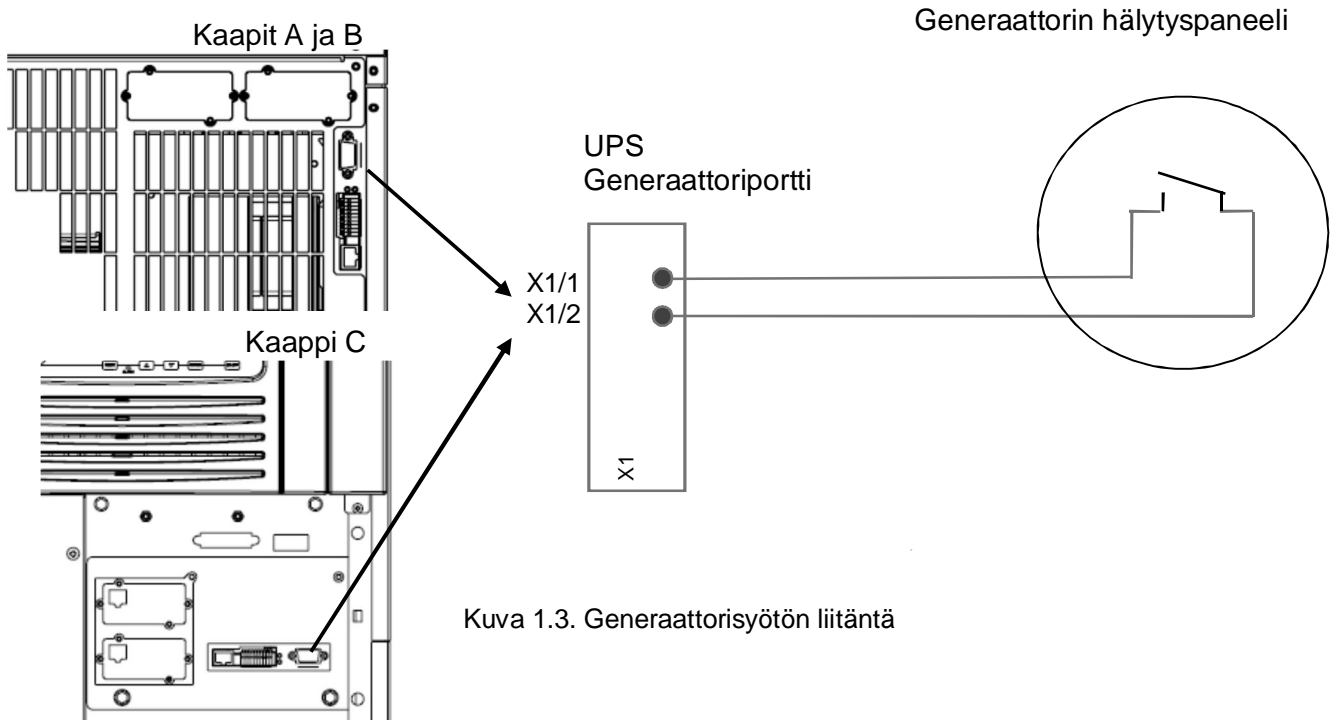 Generaattorin hälytyspaneeli
Kaapit A ja B
UPS
Generaattoriportti
X1/1
X1/2
Kaappi C
X1
Kuva 1.3. Generaattorisyötön liitäntä